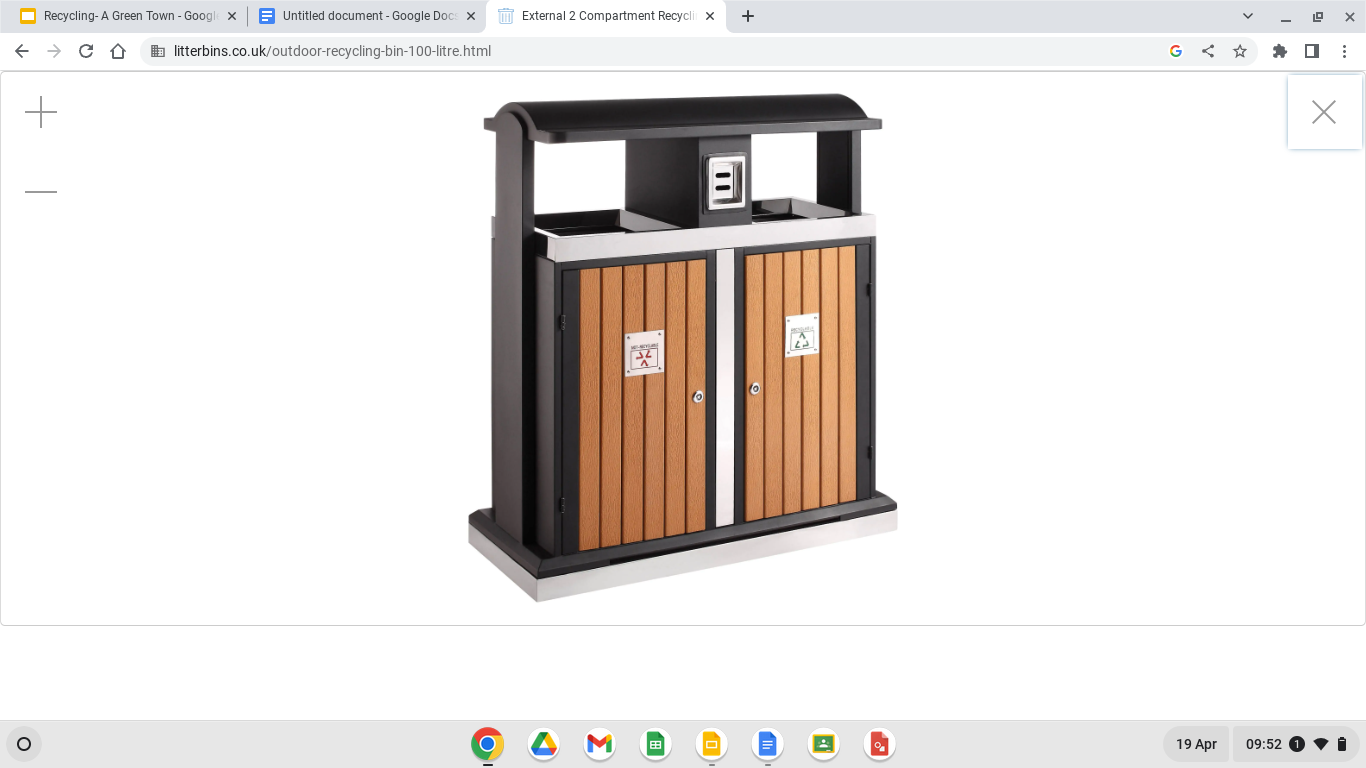 Recycling- A Green Town - Googl
Untitled document - Google Doc
External 2 Compartment Recycli
litterbins.co.uk/outdoor-recycling-bin-100-litre.html
19 Apr
09:52
1